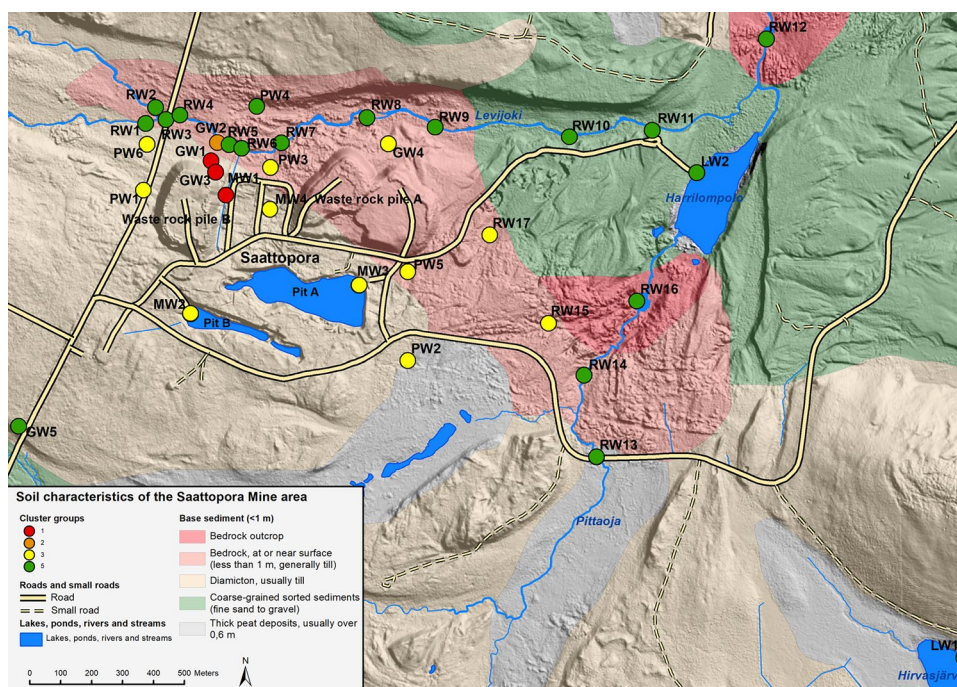 RW12
RW2
RW4
PW4
RW8
RW1
RW3
GW2
RW5
RW7
RW9
Levijoki
RW10
RW11
PW6
GW1
RW6
GW4
PW3
GW3
MW1
LW2
PW1
MW4
Waste rock pile A
Harrilompolo
Waste rock pile B
RW17
Saattopora
MW3
PW5
Pit A
RW16
MW2
Pit B
RW15
PW2
RW14
GW5
RW13
Pittaoja
LW1
Hirvasjärv
Soil characteristics of the Saattopora Mine area
Cluster groups
1
2
3
5
Roads and small roads
Road
Small road
Lakes, ponds, rivers and streams
Lakes, ponds, rivers and streams
Base sediment (<1 m)
Bedrock outcrop
Bedrock, at or near surface
(less than 1 m, generally till)
Diamicton, usually till
Coarse-grained sorted sediments
(fine sand to gravel)
Thick peat deposits, usually over
0,6 m
N
0 100 200 300 400 500 Meters